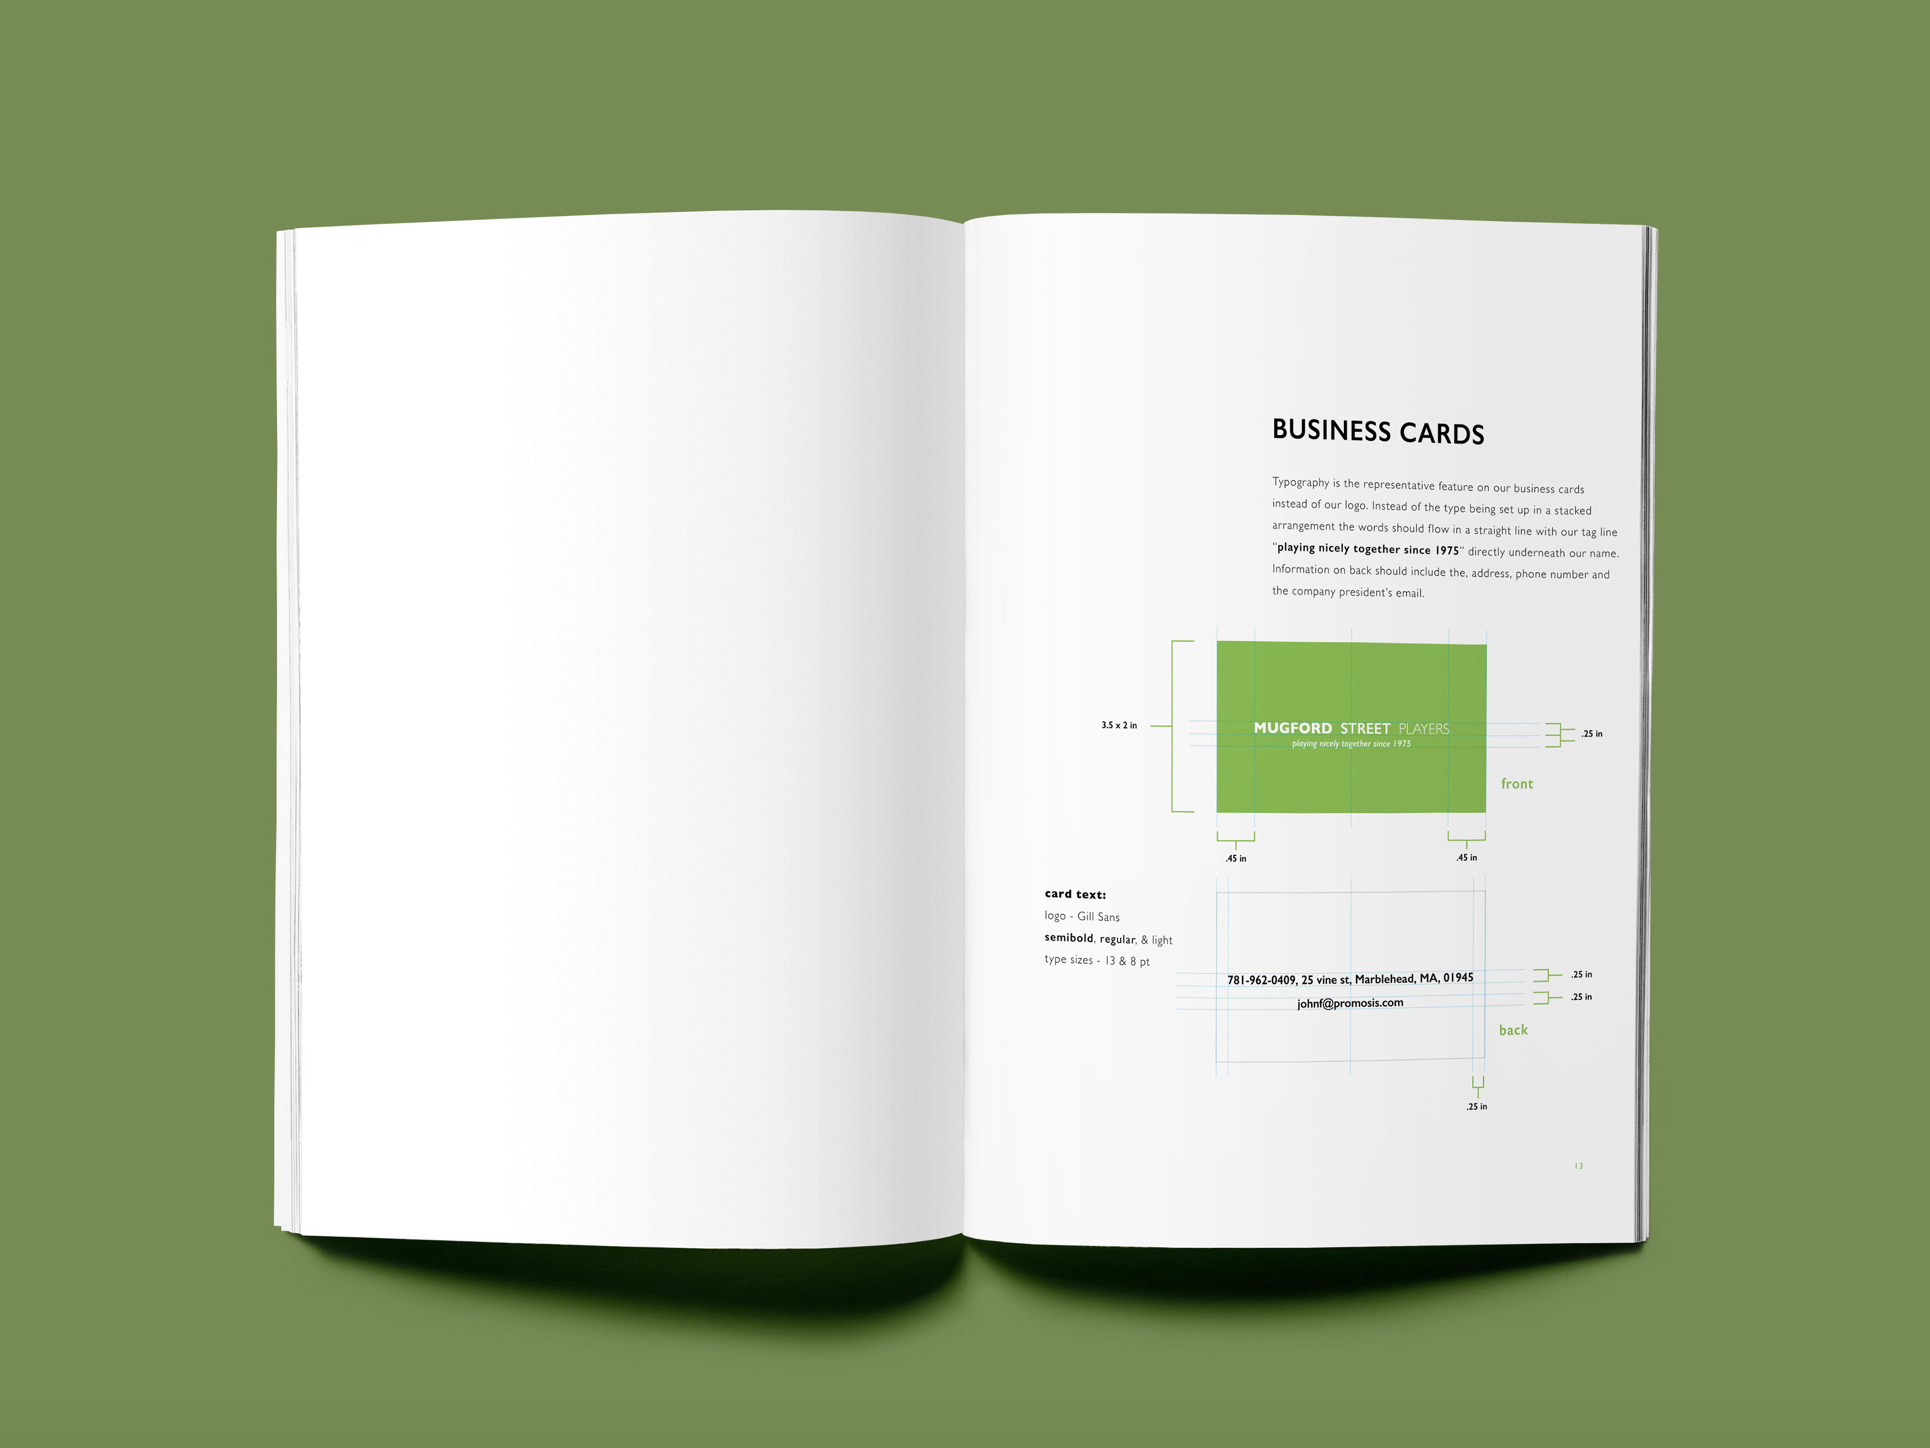 BUSINESS CARDS
Typography is the representative feature on our business cards
instead of our logo. Instead of the type being set up in a stacked
arrangement the words should flow in a straight line with our tag line
"playing nicely together since 1975" directly underneath our name.
Information on back should include the, address, phone number and
the company president's email.
3.5 x 2 in
MUGFORD STREET PLAYERS
playing nicely together since 1975
.25 in
front
.45 in
.45 in
card text:
logo - Gill Sans
semibold, regular, & light
type sizes - 13 & 8 pt
781-962-0409, 25 vine st, Marblehead, MA, 01945
johnf@promosis.com
.25 in
.25 in
back
.25 in
13